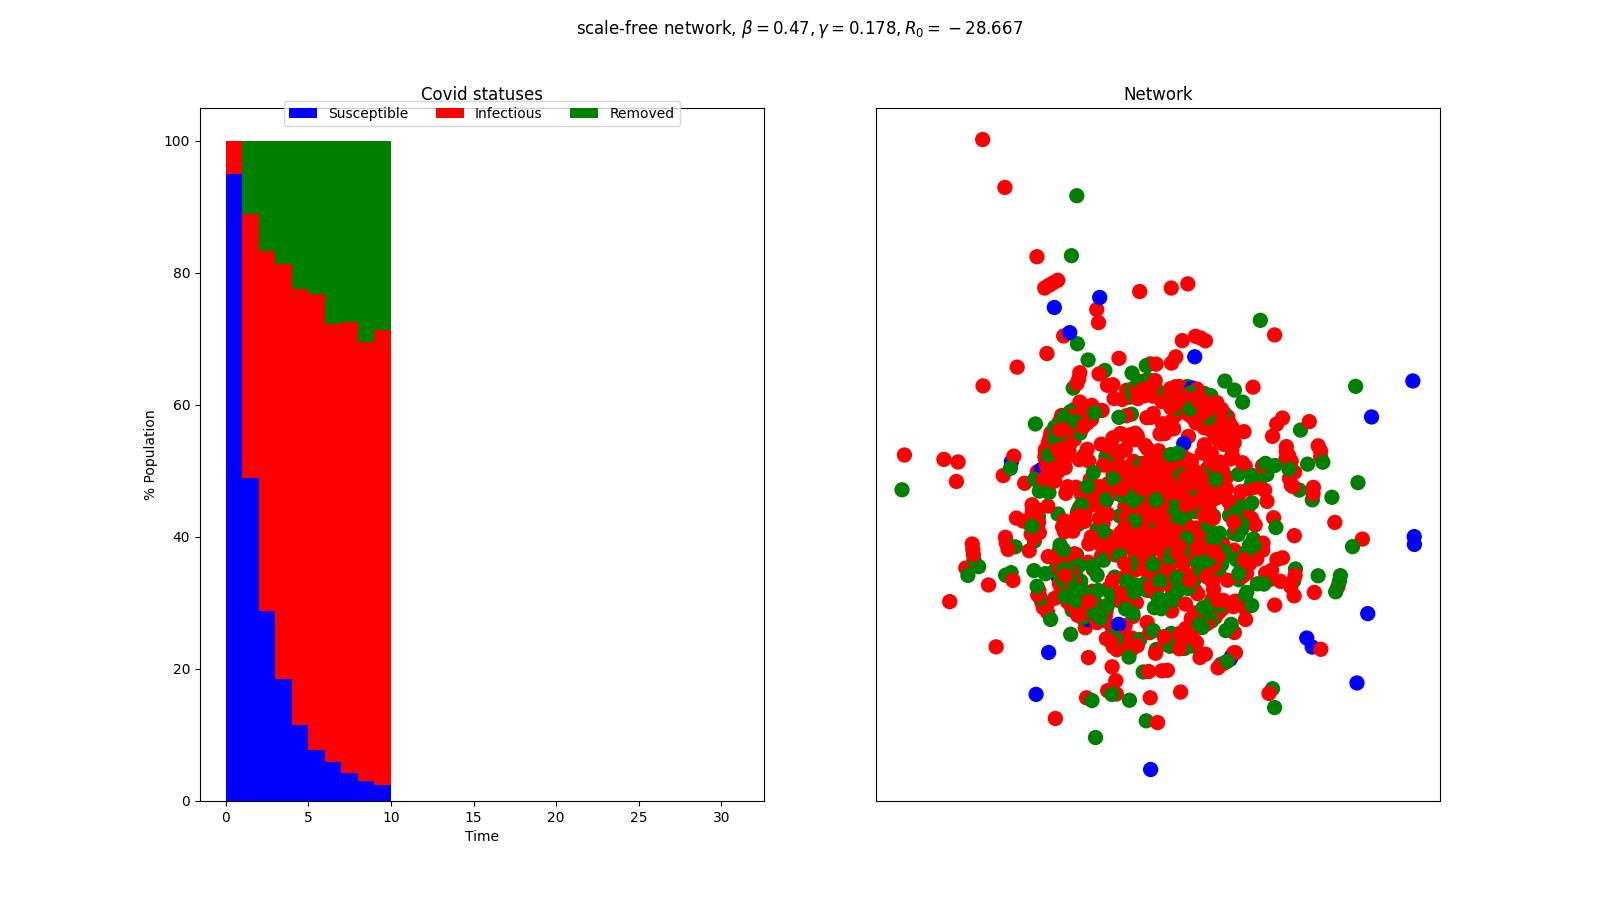 scale-free network, β = 0.47, γ = 0.178, R₀ = − 28.667
Covid statuses
Susceptible Infectious Removed
100
80
60
40
20
0
% Population
0 5 10 15 20 25 30
Time
Network